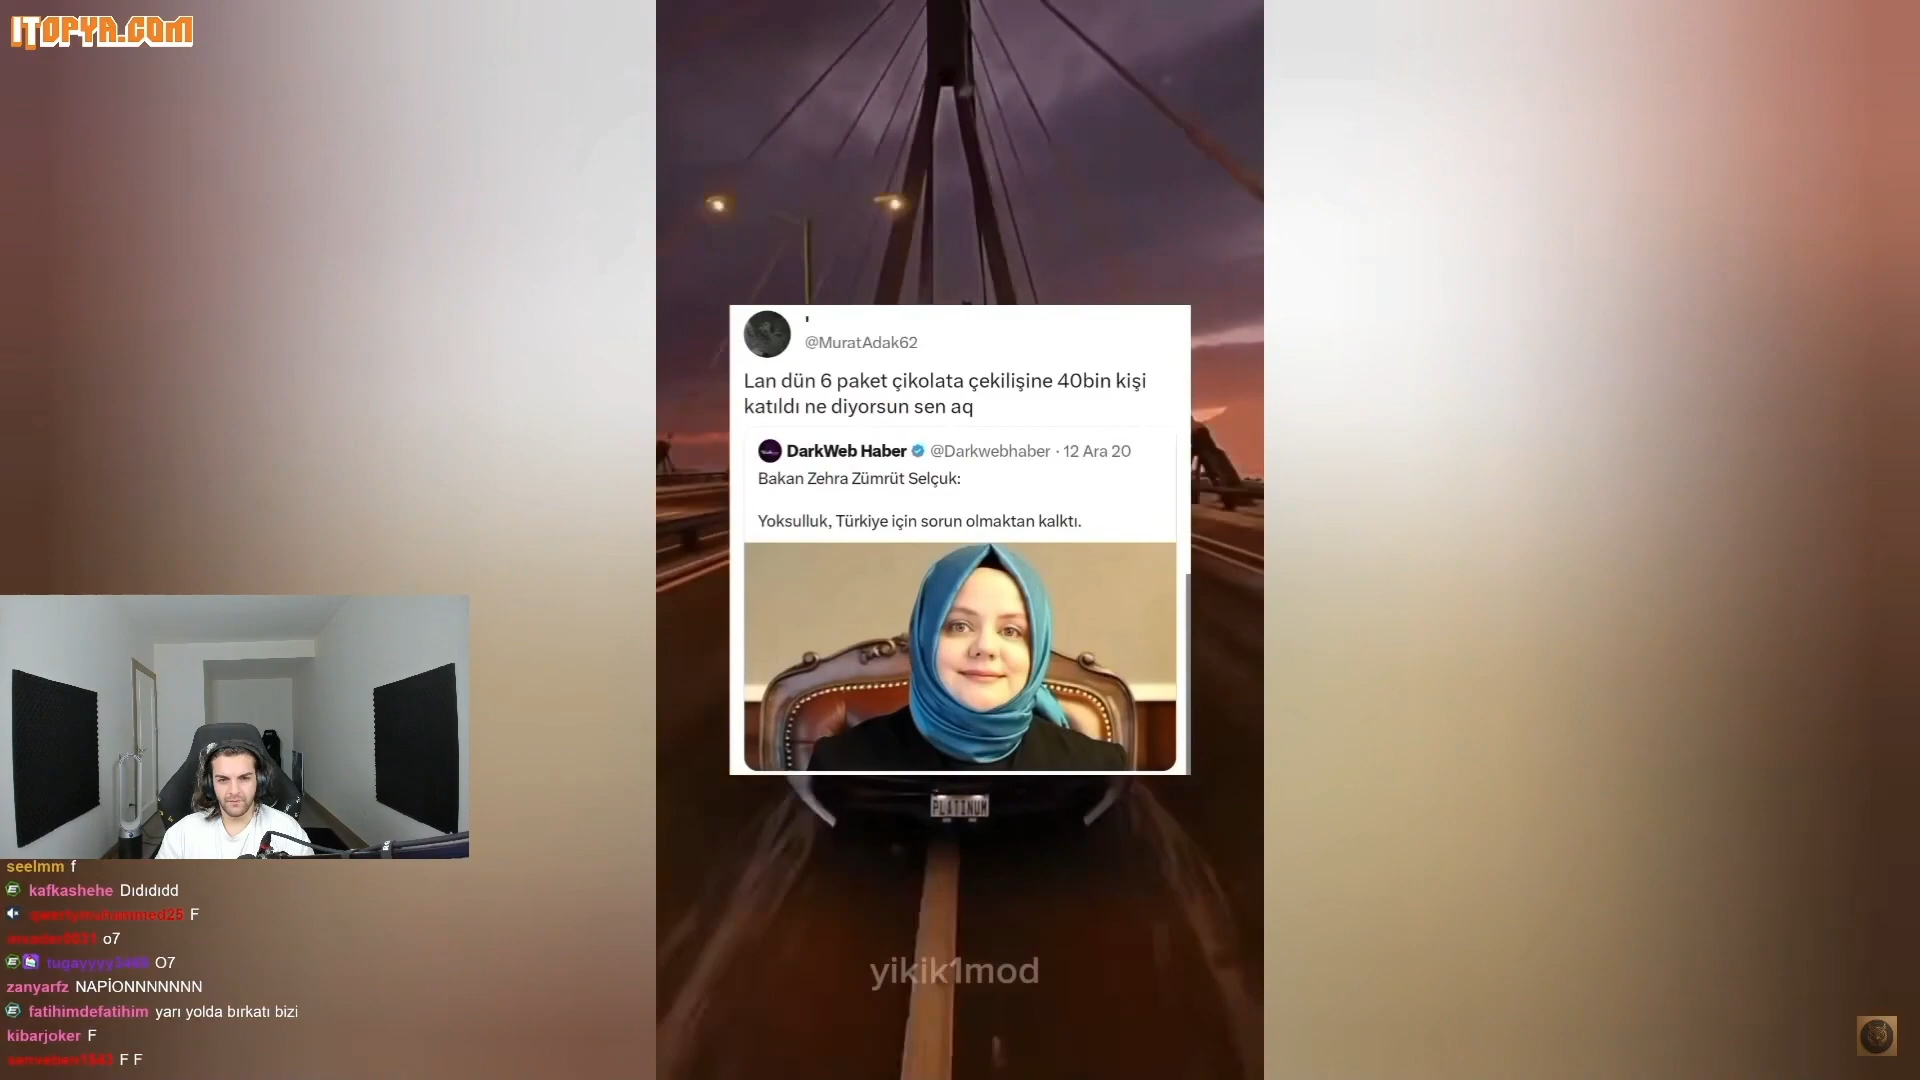 ITOPYA.COM
'
@MuratAdak62
Lan dün 6 paket çikolata çekilişine 40bin kişi
katıldı ne diyorsun sen aq
DarkWeb Haber @Darkwebhaber · 12 Ara 20
Bakan Zehra Zümrüt Selçuk:
Yoksulluk, Türkiye için sorun olmaktan kalktı.
PLATINUM
yikik1mod
seelmm f
kafkashehe Dıdıdıdd
F
o7
O7
zanyarfz NAPİONNNNNNN
fatihimdefatihim yarı yolda bırkatı bizi
kibarjoker F
F F